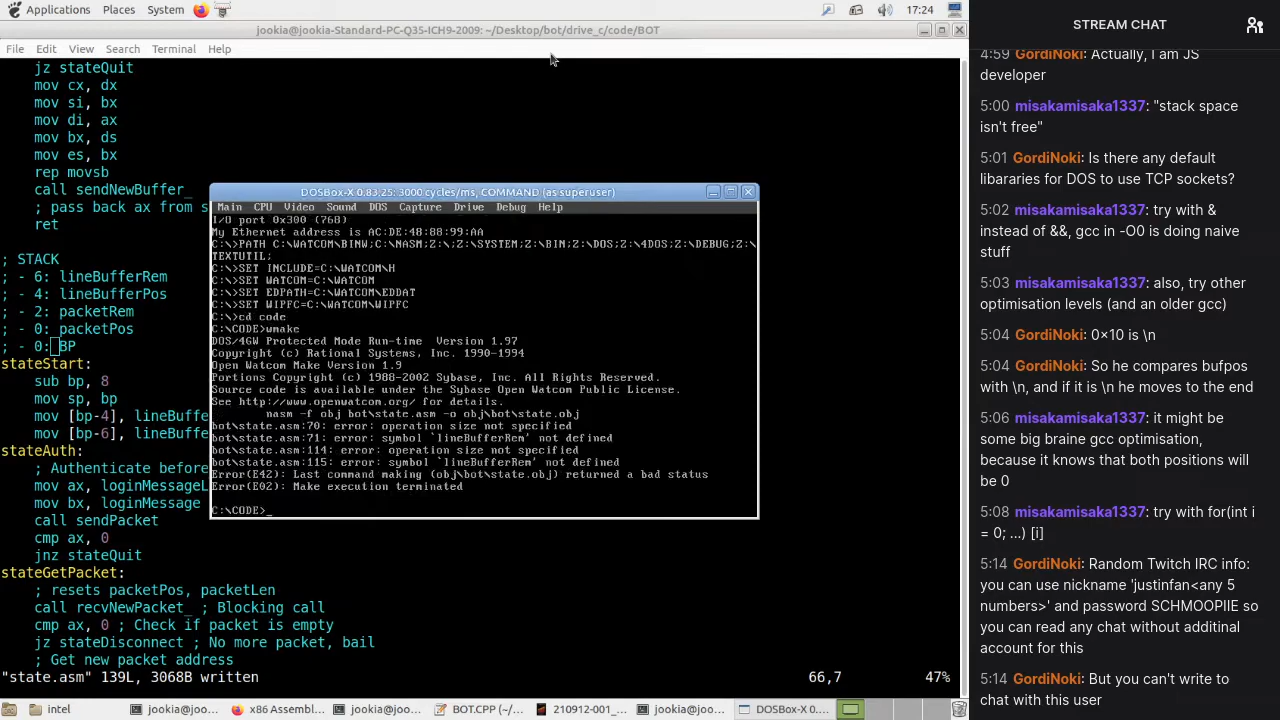 Applications Places System 17:24
jookia@jookia-Standard-PC-Q35-ICH9-2009: ~/Desktop/bot/drive_c/code/BOT
File Edit View Search Terminal Help
jz stateQuit
mov cx, dx
mov si, bx
mov di, ax
mov bx, ds
mov es, bx
rep movsb
call sendNewBuffer_
; pass back ax from s
ret
; STACK
; - 6: lineBufferRem
; - 4: lineBufferPos
; - 2: packetRem
; - 0: packetPos
; - 0: BP
stateStart:
sub bp, 8
mov sp, bp
mov [bp-4], lineBuffe
mov [bp-6], lineBuffe
stateAuth:
; Authenticate before
mov ax, loginMessageL
mov bx, loginMessage
call sendPacket
cmp ax, 0
jnz stateQuit
stateGetPacket:
; resets packetPos, packetLen
call recvNewPacket_ ; Blocking call
cmp ax, 0 ; Check if packet is empty
jz stateDisconnect ; No more packet, bail
; Get new packet address
"state.asm" 139L, 3068B written 66,7 47%
DOSBox-X 0.83.25: 3000 cycles/ms, COMMAND (as superuser)
Main CPU Video Sound DOS Capture Drive Debug Help
I/O port 0x300 (768)
My Ethernet address is AC:DE:48:88:99:AA
C:\>PATH C:\WATCOM\BINW;C:\NASM;Z:\;Z:\SYSTEM;Z:\BIN;Z:\DOS;Z:\4DOS;Z:\DEBUG;Z:\
TEXTUTIL;
C:\>SET INCLUDE=C:\WATCOM\H
C:\>SET WATCOM=C:\WATCOM
C:\>SET EDPATH=C:\WATCOM\EDDAT
C:\>SET WIPFC=C:\WATCOM\WIPFC
C:\>cd code
C:\CODE>wmake
DOS/4GW Protected Mode Run-time Version 1.97
Copyright (c) Rational Systems, Inc. 1990-1994
Open Watcom Make Version 1.9
Portions Copyright (c) 1988-2002 Sybase, Inc. All Rights Reserved.
Source code is available under the Sybase Open Watcom Public License.
See http://www.openwatcom.org/ for details.
nasm -f obj bot\state.asm -o obj\bot\state.obj
bot\state.asm:70: error: operation size not specified
bot\state.asm:71: error: symbol `lineBufferRem' not defined
bot\state.asm:114: error: operation size not specified
bot\state.asm:115: error: symbol `lineBufferRem' not defined
Error(E42): Last command making (obj\bot\state.obj) returned a bad status
Error(E02): Make execution terminated
C:\CODE>_
intel jookia@joo... x86 Assembl... jookia@joo... BOT.CPP (~/... 210912-001_... jookia@joo... DOSBox-X 0....
STREAM CHAT
4:59 GordiNoki: Actually, I am JS
developer
5:00 misakamisaka1337: "stack space
isn't free"
5:01 GordiNoki: Is there any default
libararies for DOS to use TCP sockets?
5:02 misakamisaka1337: try with &
instead of &&, gcc in -O0 is doing naive
stuff
5:03 misakamisaka1337: also, try other
optimisation levels (and an older gcc)
5:04 GordiNoki: 0x10 is \n
5:04 GordiNoki: So he compares bufpos
with \n, and if it is \n he moves to the
end
5:06 misakamisaka1337: it might be
some big braine gcc optimisation,
because it knows that both positions will
be 0
5:08 misakamisaka1337: try with for(int i
= 0; ...) [i]
5:14 GordiNoki: Random Twitch IRC info:
you can use nickname 'justinfan<any 5
numbers>' and password SCHMOOPIIE so
you can read any chat without additinal
account for this
5:14 GordiNoki: But you can't write to
chat with this user